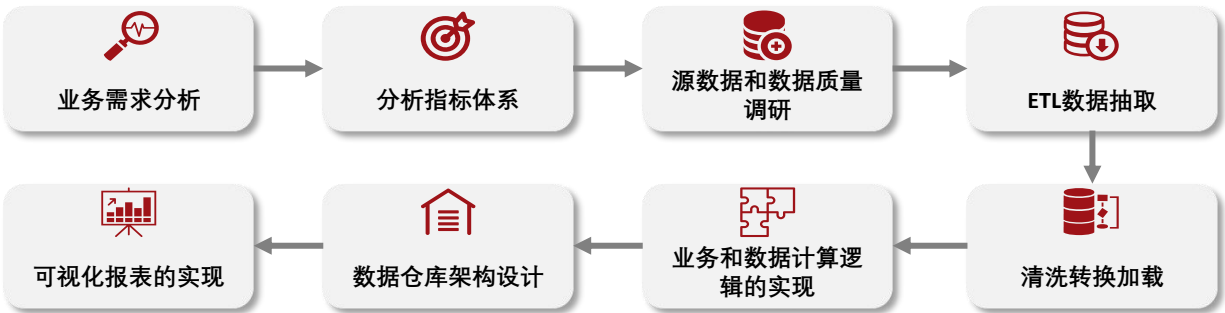 业务需求分析
分析指标体系
源数据和数据质量
调研
ETL数据抽取
清洗转换加载
业务和数据计算逻
辑的实现
数据仓库架构设计
可视化报表的实现